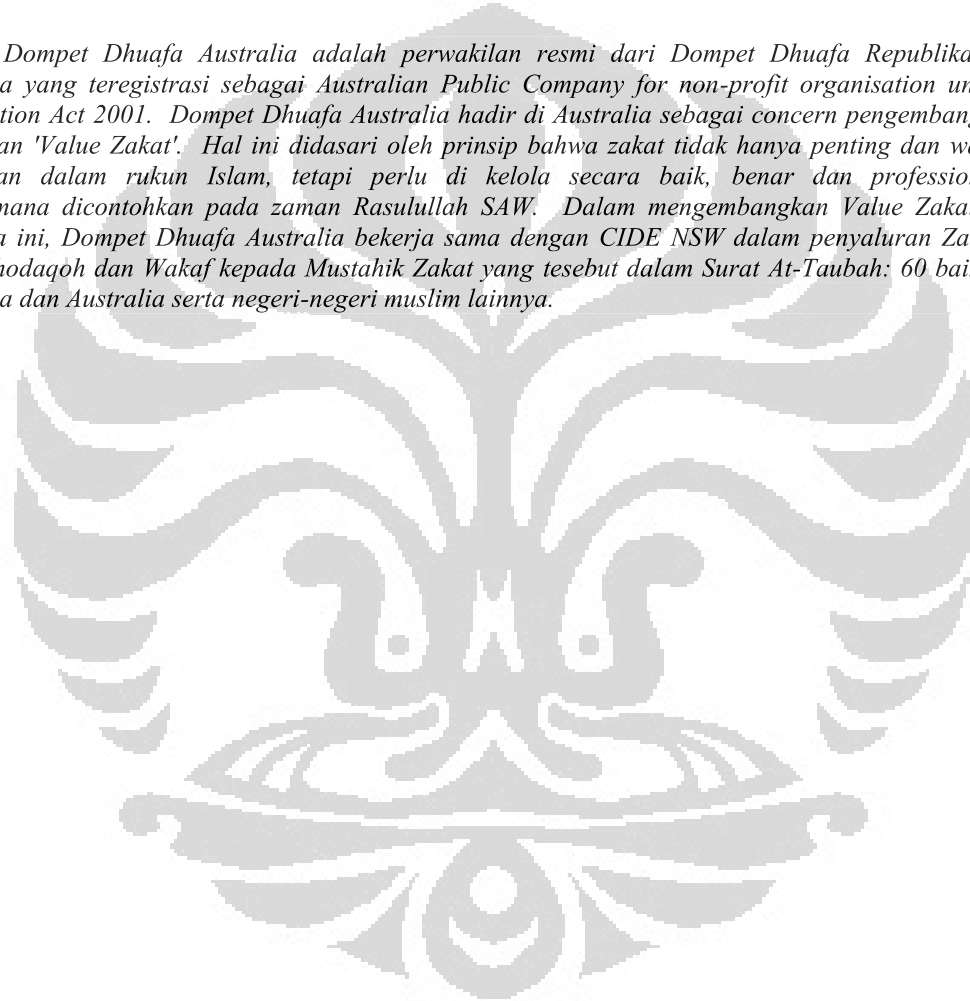 Dompet Dhuafa Australia adalah perwakilan resmi dari Dompet Dhuafa Republika
a yang teregistrasi sebagai Australian Public Company for non-profit organisation un
tion Act 2001. Dompet Dhuafa Australia hadir di Australia sebagai concern pengembang
an 'Value Zakat'. Hal ini didasari oleh prinsip bahwa zakat tidak hanya penting dan wa
an dalam rukun Islam, tetapi perlu di kelola secara baik, benar dan profession
mana dicontohkan pada zaman Rasulullah SAW. Dalam mengembangkan Value Zaka
a ini, Dompet Dhuafa Australia bekerja sama dengan CIDE NSW dalam penyaluran Za
hodaqoh dan Wakaf kepada Mustahik Zakat yang tesebut dalam Surat At-Taubah: 60 bai
a dan Australia serta negeri-negeri muslim lainnya.